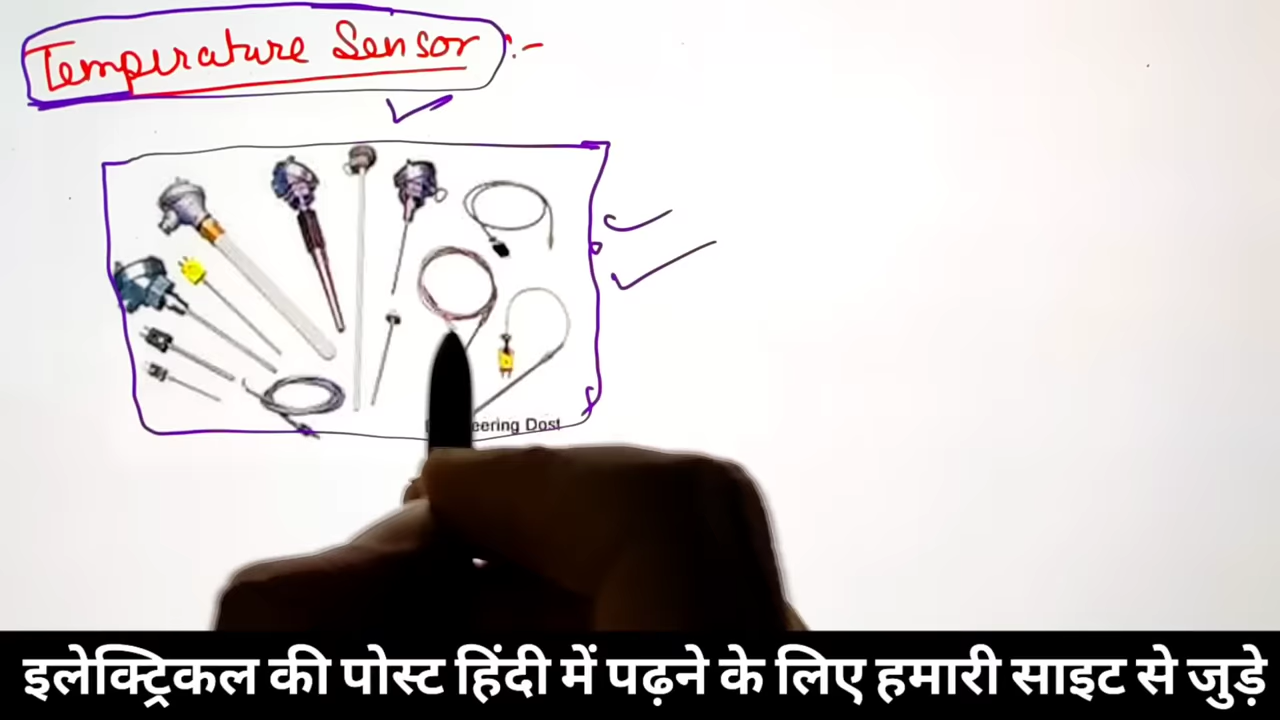 Temperature Sensor :-
eering Dost
इलेक्ट्रिकल की पोस्ट हिंदी में पढ़ने के लिए हमारी साइट से जुड़े